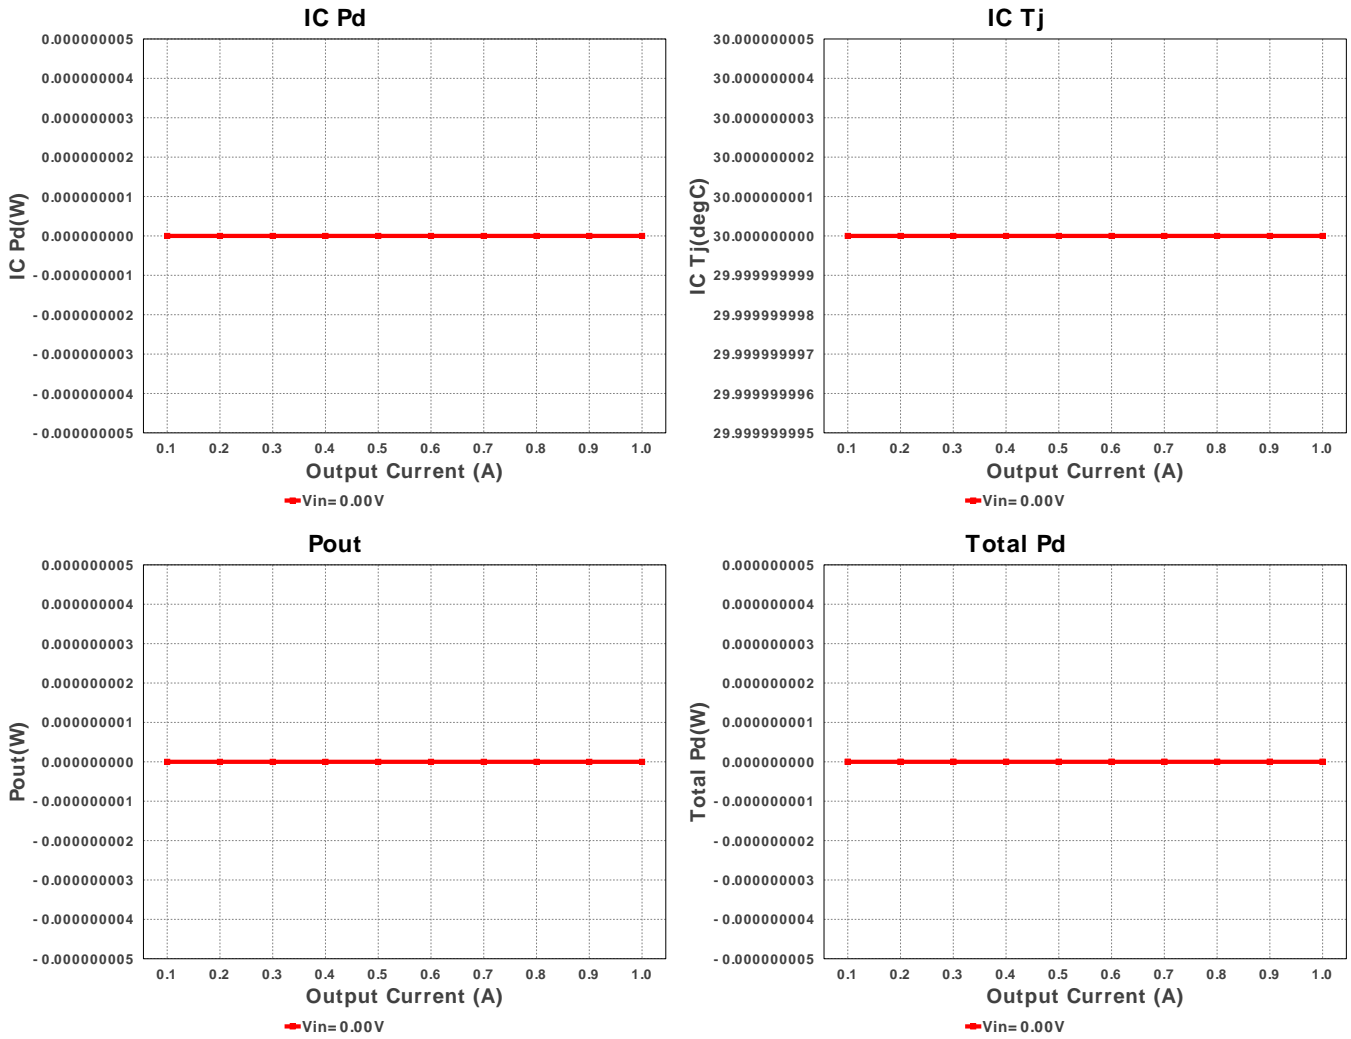 IC Pd
0.000000005
0.000000004
0.000000003
0.000000002
0.000000001
0.000000000
-0.000000001
-0.000000002
-0.000000003
-0.000000004
-0.000000005
IC Pd(W)
0.1 0.2 0.3 0.4 0.5 0.6 0.7 0.8 0.9 1.0
Output Current (A)
Vin=0.00V
IC Tj
30.000000005
30.000000004
30.000000003
30.000000002
30.000000001
30.000000000
29.999999999
29.999999998
29.999999997
29.999999996
29.999999995
IC Tj(degC)
0.1 0.2 0.3 0.4 0.5 0.6 0.7 0.8 0.9 1.0
Output Current (A)
Vin=0.00V
Pout
0.000000005
0.000000004
0.000000003
0.000000002
0.000000001
0.000000000
-0.000000001
-0.000000002
-0.000000003
-0.000000004
-0.000000005
Pout(W)
0.1 0.2 0.3 0.4 0.5 0.6 0.7 0.8 0.9 1.0
Output Current (A)
Vin=0.00V
Total Pd
0.000000005
0.000000004
0.000000003
0.000000002
0.000000001
0.000000000
-0.000000001
-0.000000002
-0.000000003
-0.000000004
-0.000000005
Total Pd(W)
0.1 0.2 0.3 0.4 0.5 0.6 0.7 0.8 0.9 1.0
Output Current (A)
Vin=0.00V